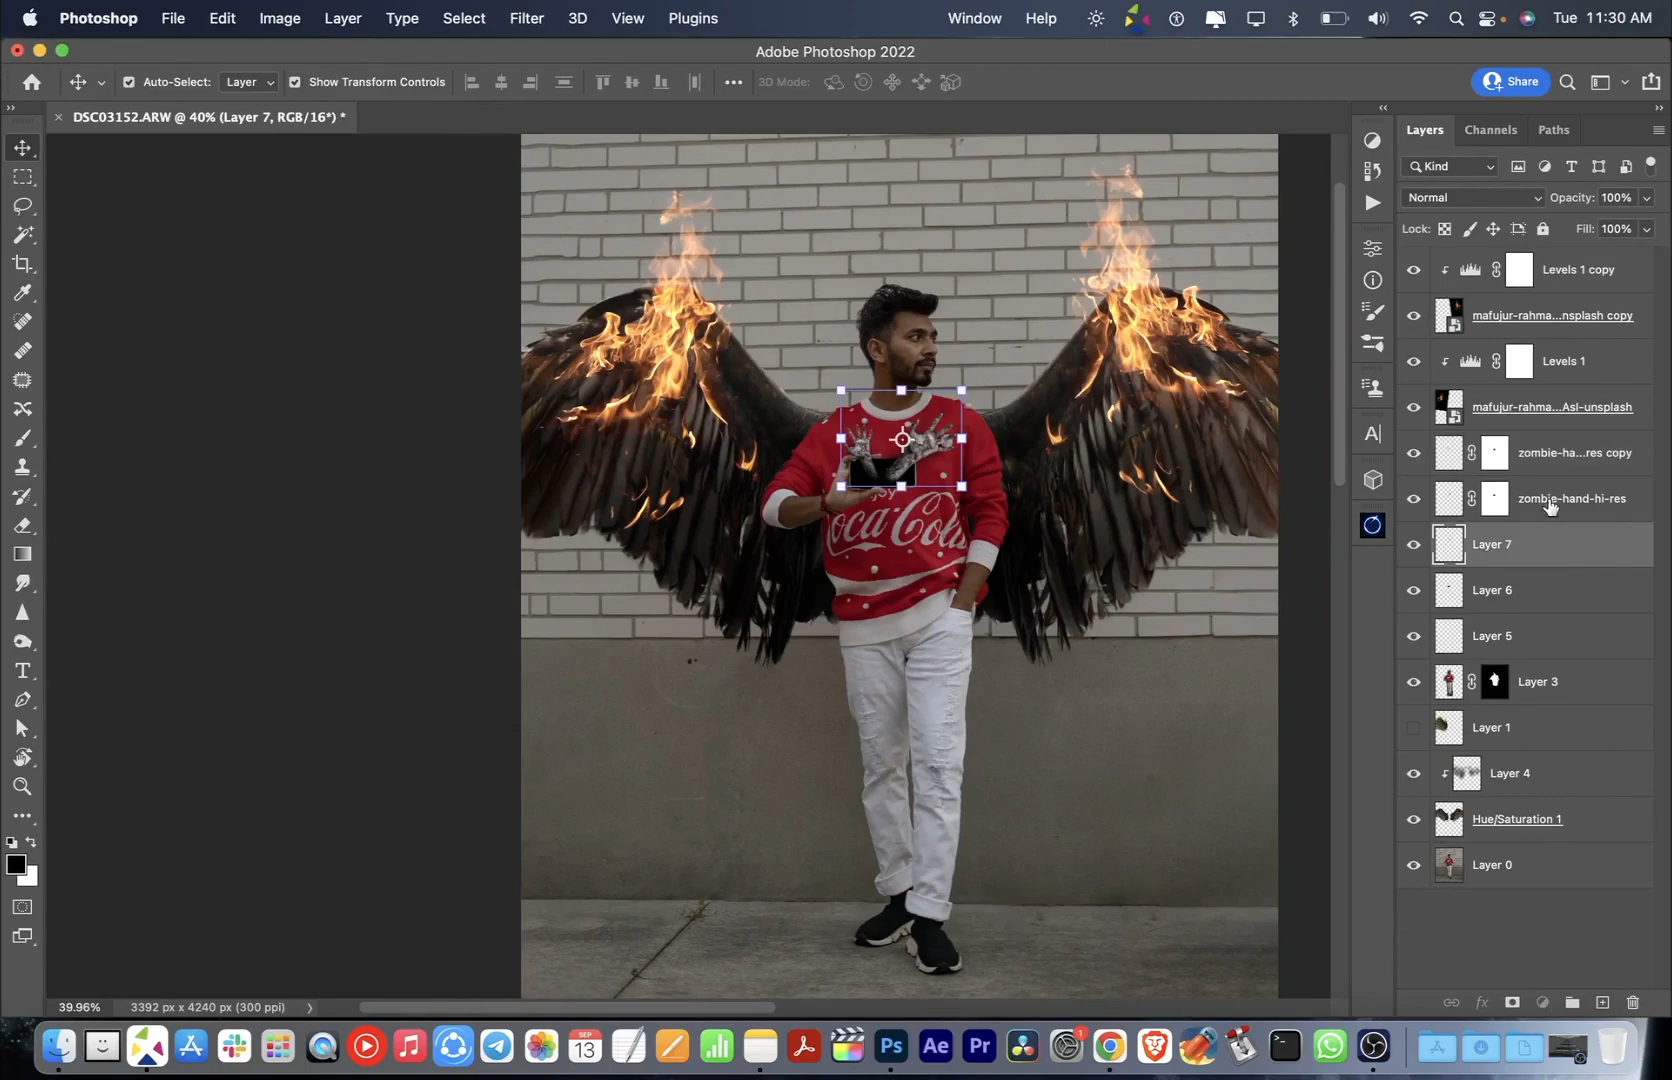 Photoshop File Edit Image Layer Type Select Filter 3D View Plugins Window Help Tue 11:30 AM
Adobe Photoshop 2022
Auto-Select: Layer Show Transform Controls 3D Mode: Share
DSC03152.ARW @ 40% (Layer 7, RGB/16*) *
Layers Channels Paths
Kind
Normal Opacity: 100%
Lock: Fill: 100%
Levels 1 copy
mafujur-rahma...nsplash copy
Levels 1
mafujur-rahma...AsI-unsplash
zombie-ha...res copy
zombie-hand-hi-res
Layer 7
Layer 6
Layer 5
Layer 3
Layer 1
Layer 4
Hue/Saturation 1
Layer 0
Coca-Cola
39.96% 3392 px x 4240 px (300 ppi)
SEP
13
Ps Ae Pr
1